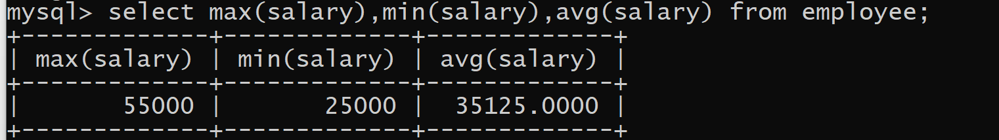 mysql> select max(salary),min(salary),avg(salary) from employee;
+-------------+-------------+-------------+
| max(salary) | min(salary) | avg(salary) |
+-------------+-------------+-------------+
|       55000 |       25000 |  35125.0000 |
+-------------+-------------+-------------+